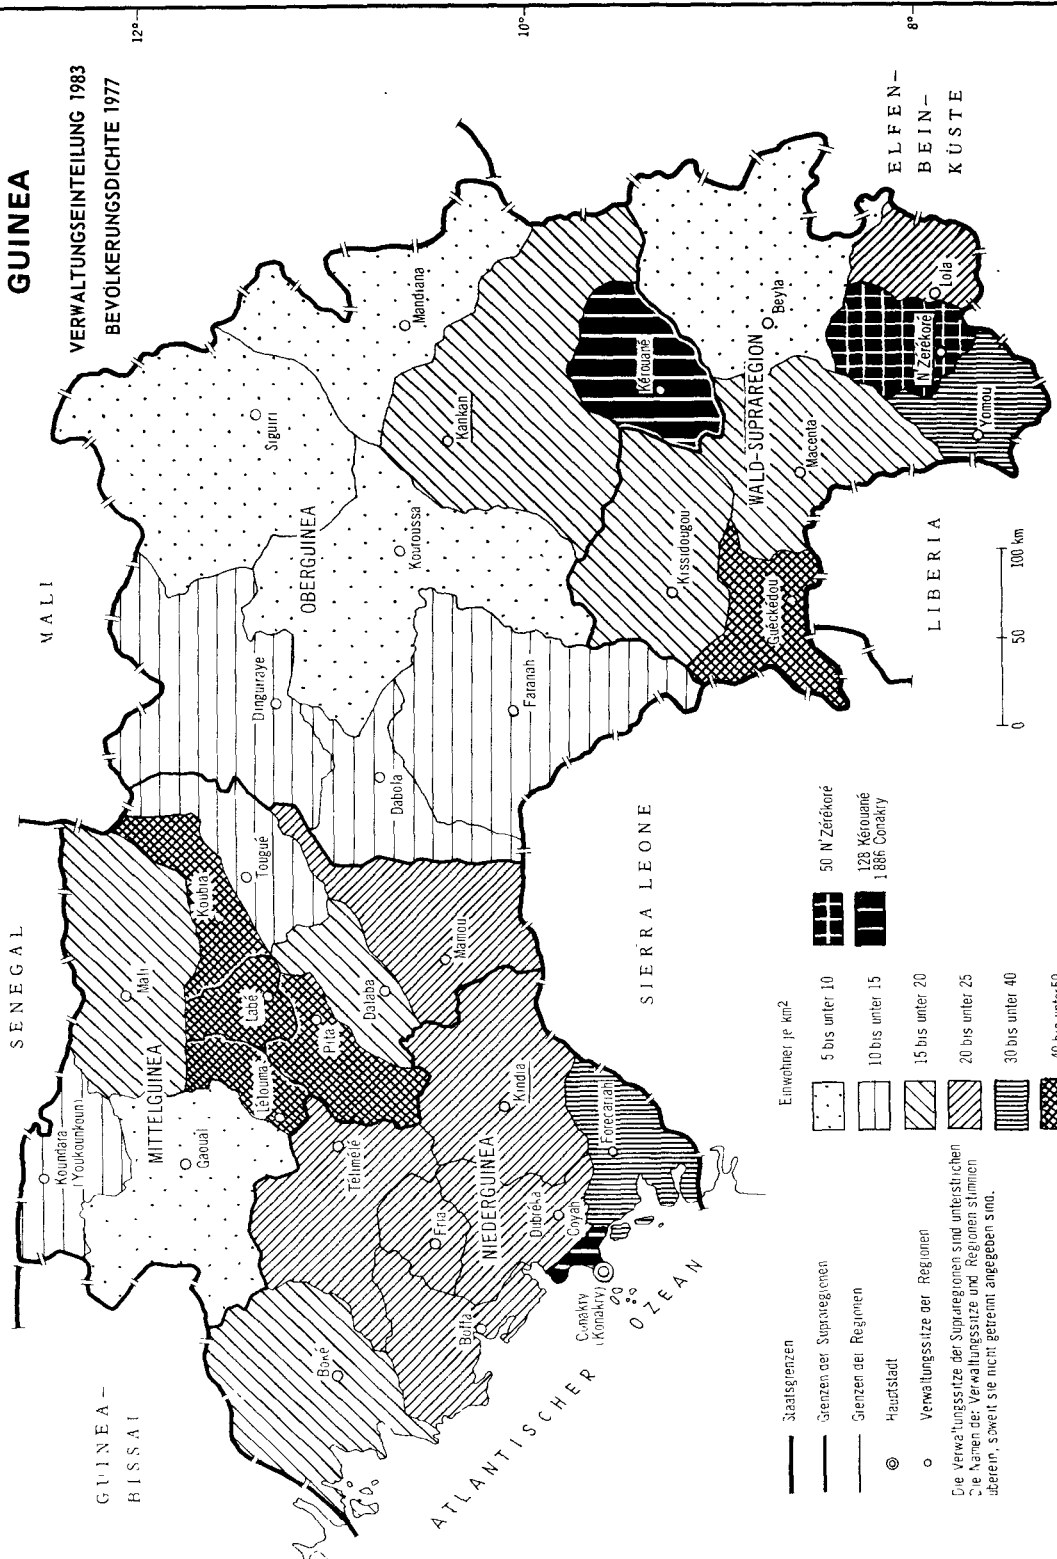 GUINEA
VERWALTUNGSEINTEILUNG 1983
BEVÖLKERUNGSDICHTE 1977
12°
10°
8°
SENEGAL
MALI
GUINEA-
BISSAU
ELFEN-
BEIN-
KÜSTE
LIBERIA
SIERRA LEONE
ATLANTISCHER
OZEAN
MITTELGUINEA
Koundara
(Youkounkoun)
Gaoual
Mali
Koubia
Labé
Lélouma
Pita
Tougué
Dalaba
Mamou
OBERGUINEA
Siguiri
Mandiana
Kankan
Kouroussa
Dinguiraye
Dabola
Faranah
WALD-SUPRAREGION
Kérouané
Beyla
Kissidougou
Macenta
Guéckédou
N'Zérékoré
Lola
Yomou
NIEDERGUINEA
Boké
Télimélé
Fria
Boffa
Kindia
Dubréka
Coyah
Forécariah
Conakry
(Konakry)
0 50 100 km
Staatsgrenzen
Grenzen der Supraregionen
Grenzen der Regionen
Hauptstadt
Verwaltungssitze der Regionen
Die Verwaltungssitze der Supraregionen sind unterstrichen
Die Namen der Verwaltungssitze und Regionen stimmen
überein, soweit sie nicht getrennt angegeben sind.
Einwohner je km²
5 bis unter 10
10 bis unter 15
15 bis unter 20
20 bis unter 25
30 bis unter 40
40 bis unter 50
50 N'Zérékoré
128 Kérouané
1 886 Conakry